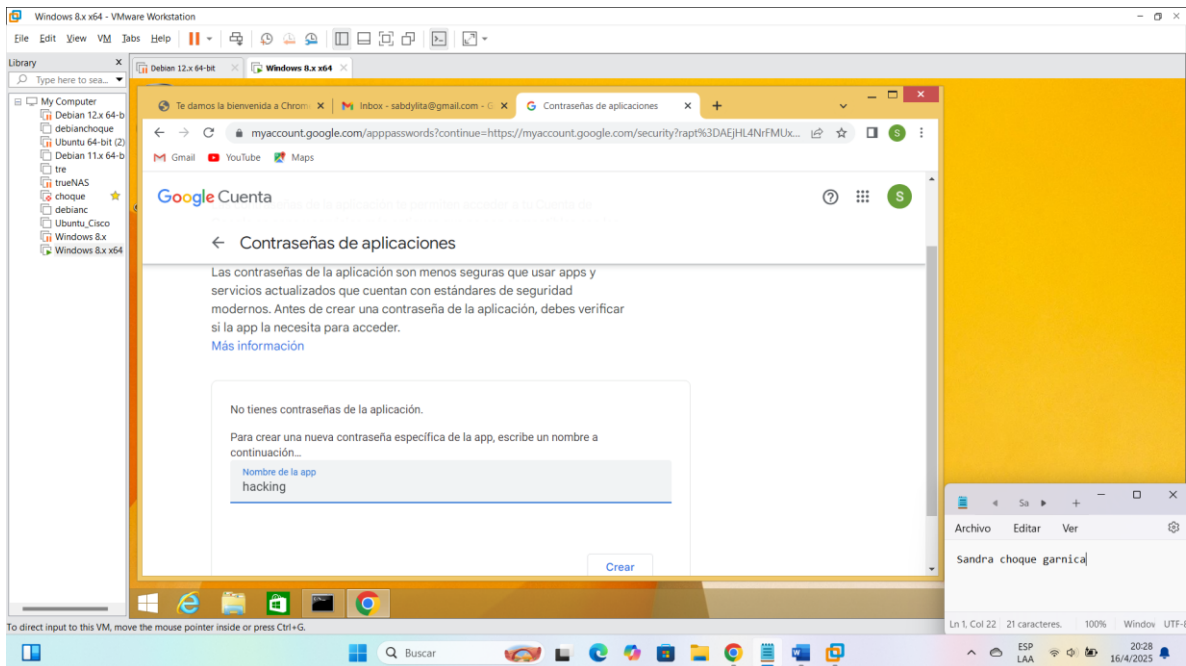 Windows 8.x x64 - VMware Workstation
File Edit View VM Tabs Help
Library
Type here to sea...
My Computer
Debian 12.x 64-b
debianchoque
Ubuntu 64-bit (2)
Debian 11.x 64-b
tre
trueNAS
choque
debianc
Ubuntu_Cisco
Windows 8.x
Windows 8.x x64
Debian 12.x 64-bit
Windows 8.x x64
Te damos la bienvenida a Chrom
Inbox - sabdylita@gmail.com - G
Contraseñas de aplicaciones
myaccount.google.com/apppasswords?continue=https://myaccount.google.com/security?rapt%3DAEjHL4NrFMUx...
S
Gmail YouTube Maps
Google Cuenta
S
Contraseñas de aplicaciones
Las contraseñas de la aplicación son menos seguras que usar apps y
servicios actualizados que cuentan con estándares de seguridad
modernos. Antes de crear una contraseña de la aplicación, debes verificar
si la app la necesita para acceder.
Más información
No tienes contraseñas de la aplicación.
Para crear una nueva contraseña específica de la app, escribe un nombre a
continuación...
Nombre de la app
hacking
Crear
Sa
Archivo Editar Ver
Sandra choque garnica
Ln 1, Col 22 21 caracteres. 100% Window UTF-8
To direct input to this VM, move the mouse pointer inside or press Ctrl+G.
Buscar
ESP
LAA
20:28
16/4/2025